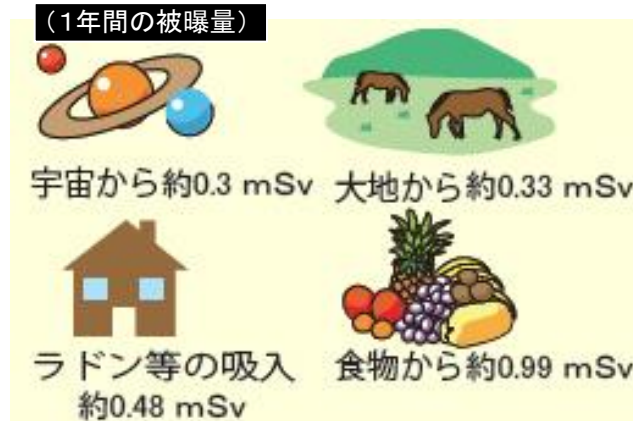 （1年間の被曝量）
宇宙から約0.3 mSv
大地から約0.33 mSv
ラドン等の吸入
約0.48 mSv
食物から約0.99 mSv